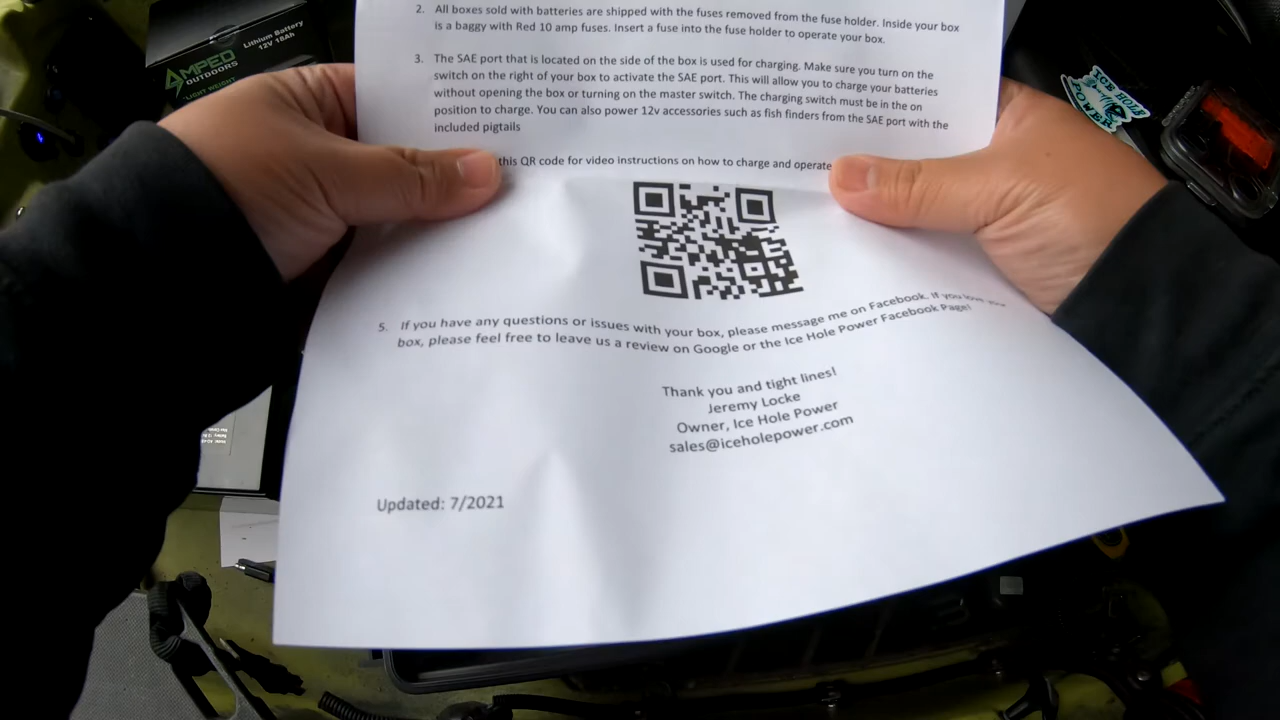 2. All boxes sold with batteries are shipped with the fuses removed from the fuse holder. Inside your box
is a baggy with Red 10 amp fuses. Insert a fuse into the fuse holder to operate your box.
3. The SAE port that is located on the side of the box is used for charging. Make sure you turn on the
switch on the right of your box to activate the SAE port. This will allow you to charge your batteries
without opening the box or turning on the master switch. The charging switch must be in the on
position to charge. You can also power 12v accessories such as fish finders from the SAE port with the
included pigtails
this QR code for video instructions on how to charge and operate
5. If you have any questions or issues with your box, please message me on Facebook. If you love your
box, please feel free to leave us a review on Google or the Ice Hole Power Facebook Page!
Thank you and tight lines!
Jeremy Locke
Owner, Ice Hole Power
sales@iceholepower.com
Updated: 7/2021
Lithium Battery
12V 18Ah
AMPED
OUTDOORS
"LIGHT WEIGHT
ICE HOLE
POWER